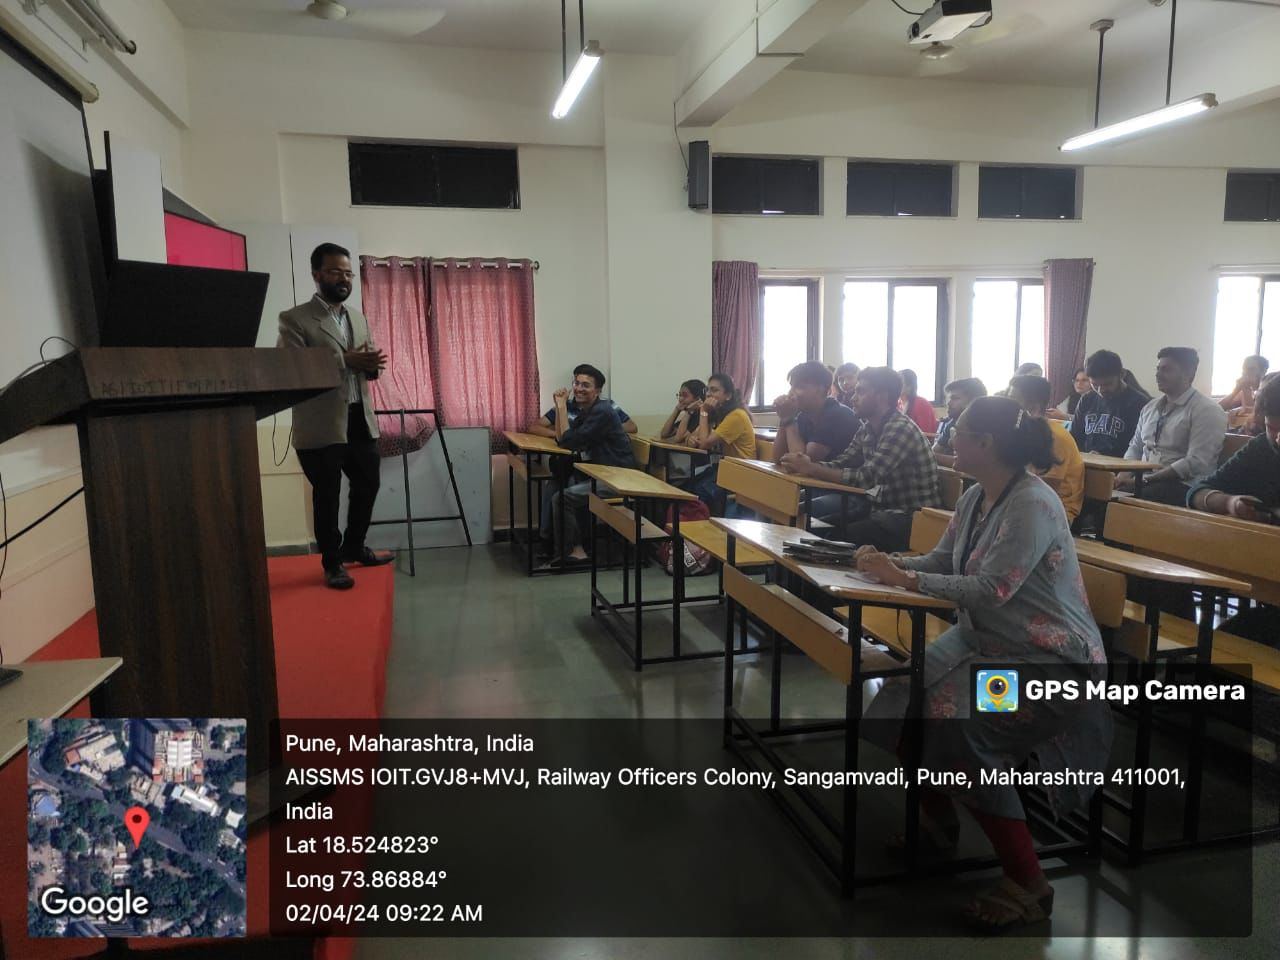 GAP
GPS Map Camera
Pune, Maharashtra, India
AISSMS IOIT.GVJ8+MVJ, Railway Officers Colony, Sangamvadi, Pune, Maharashtra 411001,
India
Lat 18.524823°
Long 73.86884°
02/04/24 09:22 AM
Google